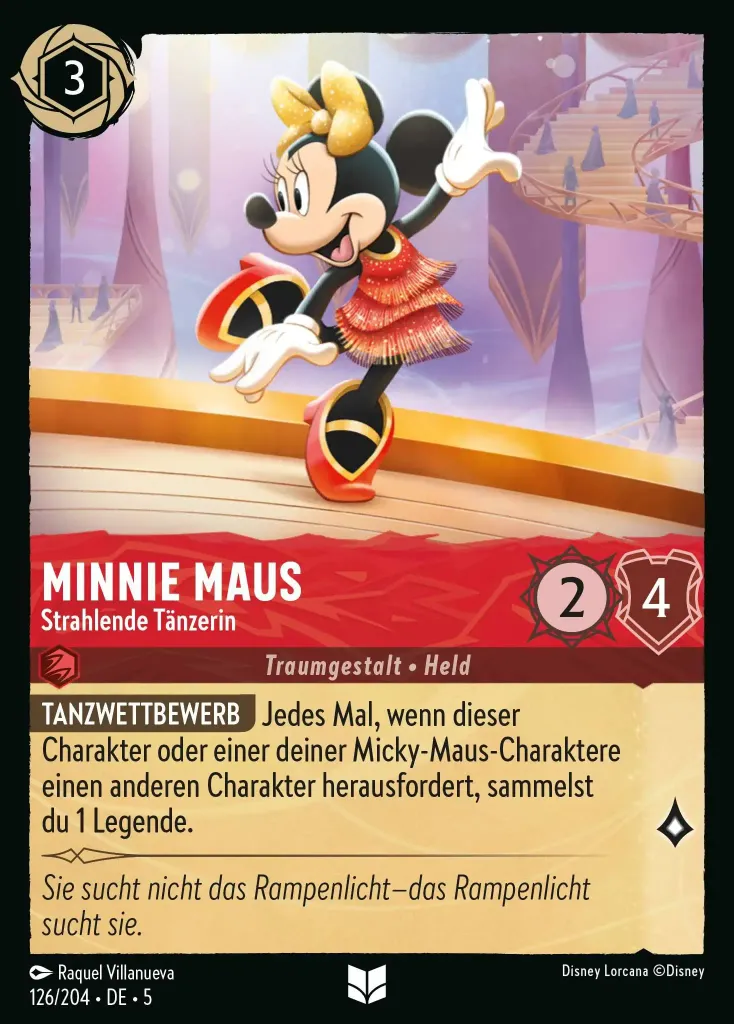 3
MINNIE MAUS
Strahlende Tänzerin
2
4
Traumgestalt • Held
TANZWETTBEWERB Jedes Mal, wenn dieser
Charakter oder einer deiner Micky-Maus-Charaktere
einen anderen Charakter herausfordert, sammelst
du 1 Legende.
Sie sucht nicht das Rampenlicht–das Rampenlicht
sucht sie.
Raquel Villanueva
Disney Lorcana ©Disney
126/204 • DE • 5